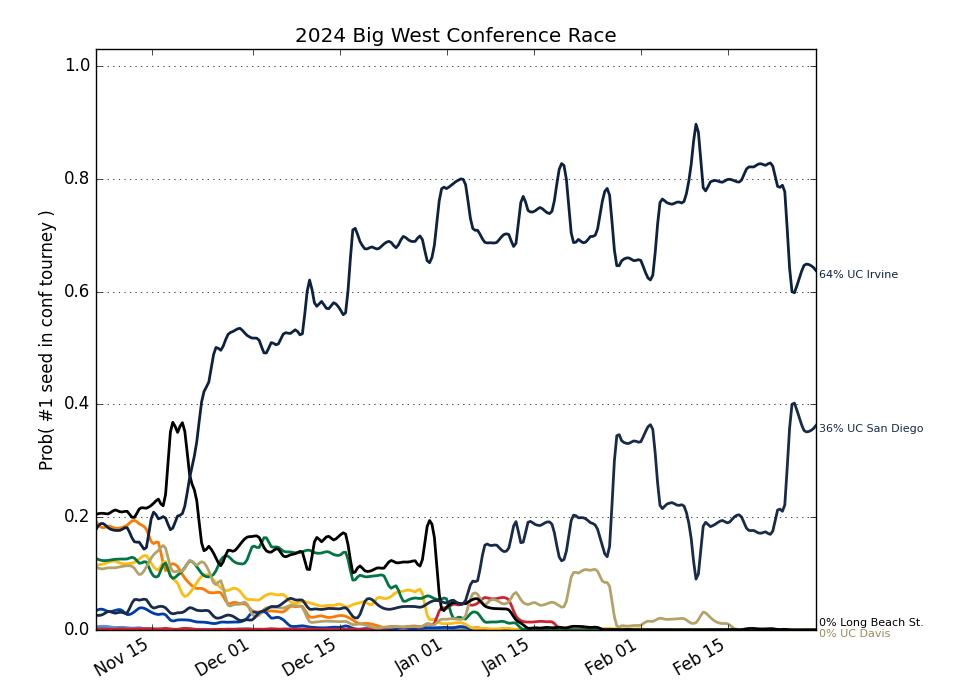 2024 Big West Conference Race
Prob( #1 seed in conf tourney )
1.0
0.8
0.6
0.4
0.2
0.0
64% UC Irvine
36% UC San Diego
0% Long Beach St.
0% UC Davis
Nov 15
Dec 01
Dec 15
Jan 01
Jan 15
Feb 01
Feb 15